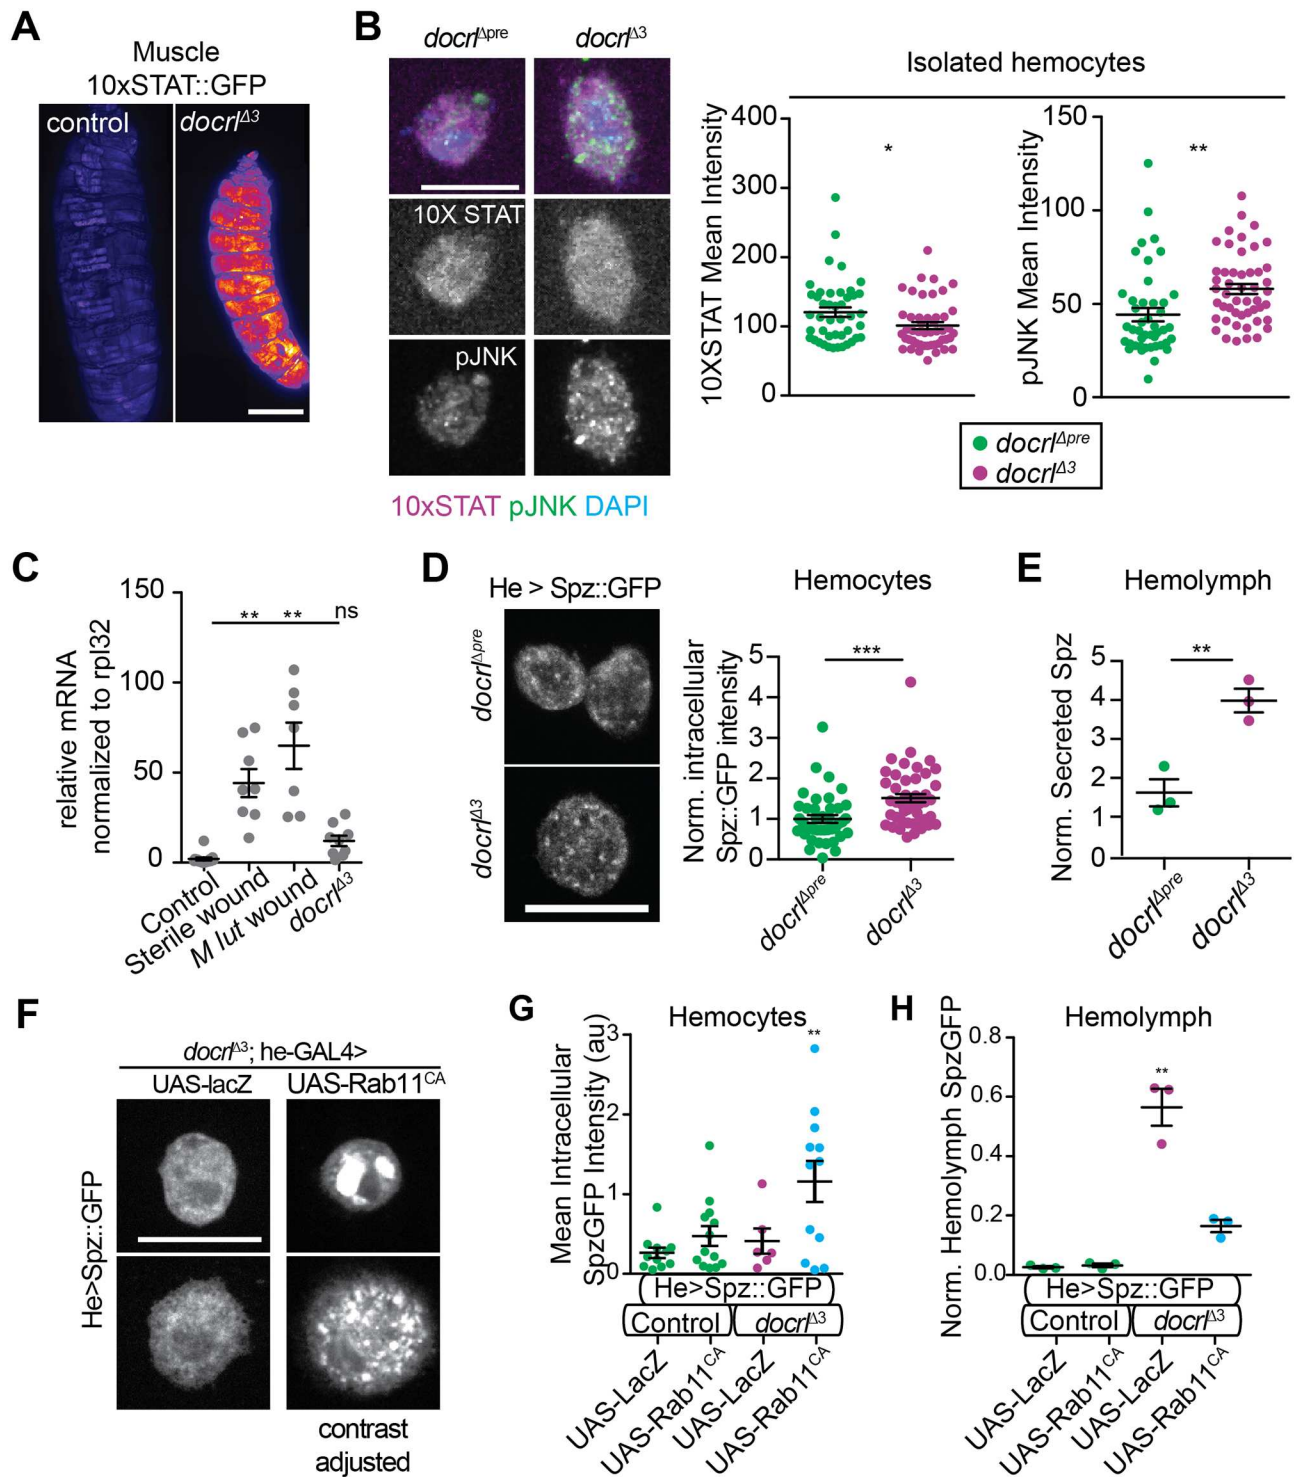 A
Muscle
10xSTAT::GFP
control
docrlΔ3
B
docrlΔpre
docrlΔ3
10X STAT
pJNK
10xSTAT pJNK DAPI
Isolated hemocytes
10XSTAT Mean Intensity
400
300
200
100
0
*
pJNK Mean Intensity
150
100
50
0
**
docrlΔpre
docrlΔ3
C
relative mRNA
normalized to rpl32
150
100
50
0
** ** ns
Control
Sterile wound
M lut wound
docrlΔ3
D
He > Spz::GFP
docrlΔpre
docrlΔ3
Hemocytes
Norm. intracellular
Spz::GFP intensity
5
4
3
2
1
0
***
docrlΔpre
docrlΔ3
E
Hemolymph
Norm. Secreted Spz
5
4
3
2
1
0
**
docrlΔpre
docrlΔ3
F
docrlΔ3; he-GAL4>
UAS-lacZ
UAS-Rab11CA
He>Spz::GFP
contrast
adjusted
G
Hemocytes
Mean Intracellular
SpzGFP Intensity (au)
3
2
1
0
**
He>Spz::GFP
Control
docrlΔ3
UAS-LacZ
UAS-Rab11CA
UAS-LacZ
UAS-Rab11CA
H
Hemolymph
Norm. Hemolymph SpzGFP
0.8
0.6
0.4
0.2
0.0
**
He>Spz::GFP
Control
docrlΔ3
UAS-LacZ
UAS-Rab11CA
UAS-LacZ
UAS-Rab11CA